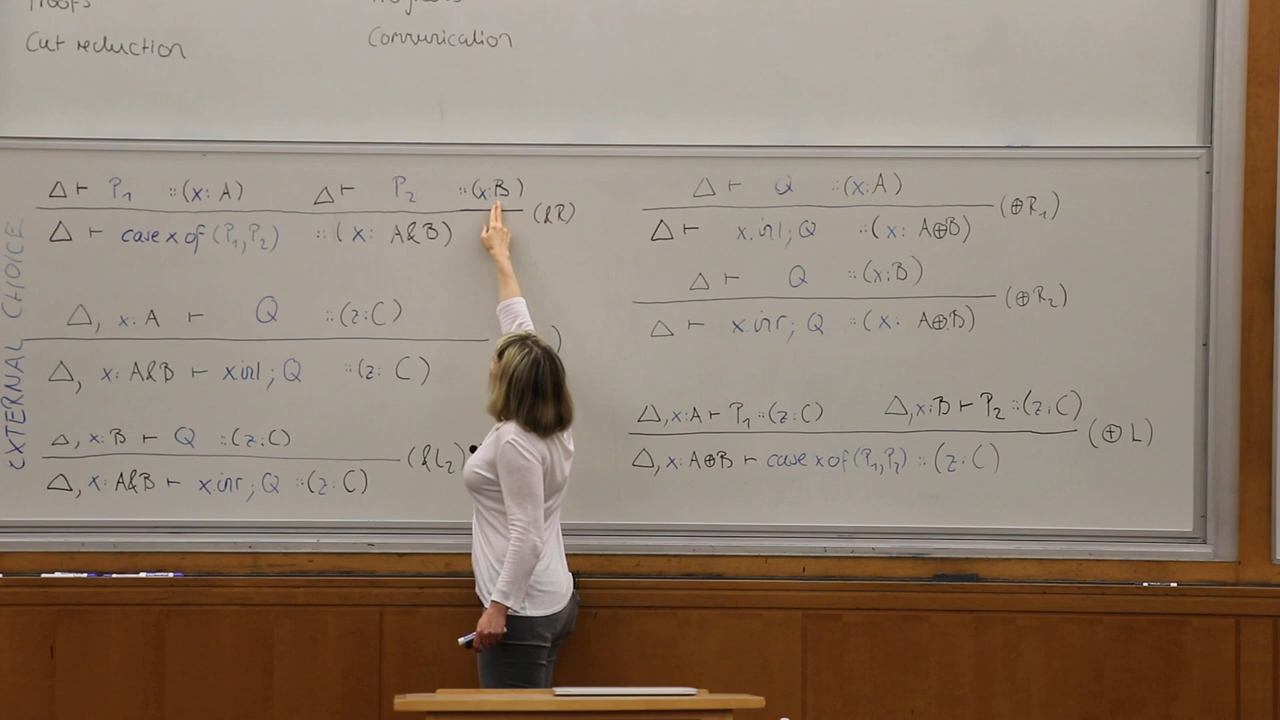 Proofs
Cut reduction
Communication
EXTERNAL CHOICE
Δ ⊢ P₁ ::(x: A) Δ ⊢ P₂ ::(x:B)
(&R)
Δ ⊢ case x of (P₁,P₂) ::(x: A&B)
Δ, x:A ⊢ Q ::(z:C)
)
Δ, x: A&B ⊢ x.inl; Q ::(z: C)
Δ, x:B ⊢ Q ::(z:C)
(&L₂)
Δ, x: A&B ⊢ x.inr; Q ::(z: C)
Δ ⊢ Q ::(x:A)
(⊕R₁)
Δ ⊢ x.inl; Q ::(x: A⊕B)
Δ ⊢ Q ::(x:B)
(⊕R₂)
Δ ⊢ x.inr; Q ::(x: A⊕B)
Δ,x:A ⊢ P₁ ::(z:C) Δ,x:B ⊢ P₂ ::(z:C)
(⊕L)
Δ, x: A⊕B ⊢ case x of (P₁,P₂) ::(z:C)